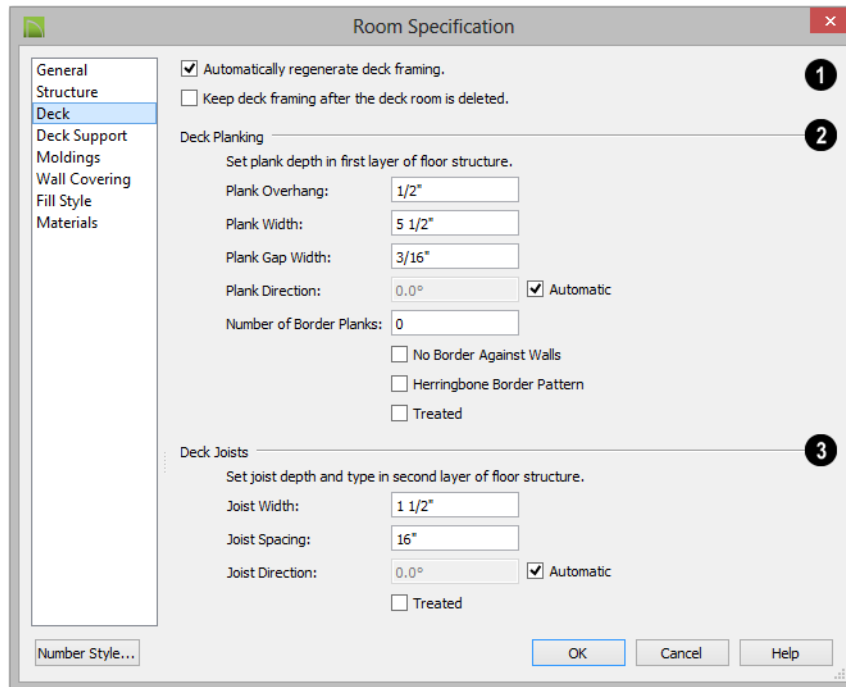 Room Specification
General
Structure
Deck
Deck Support
Moldings
Wall Covering
Fill Style
Materials
Automatically regenerate deck framing.
1
Keep deck framing after the deck room is deleted.
Deck Planking
2
Set plank depth in first layer of floor structure.
Plank Overhang: 1/2"
Plank Width: 5 1/2"
Plank Gap Width: 3/16"
Plank Direction: 0.0° Automatic
Number of Border Planks: 0
No Border Against Walls
Herringbone Border Pattern
Treated
Deck Joists
3
Set joist depth and type in second layer of floor structure.
Joist Width: 1 1/2"
Joist Spacing: 16"
Joist Direction: 0.0° Automatic
Treated
Number Style... OK Cancel Help